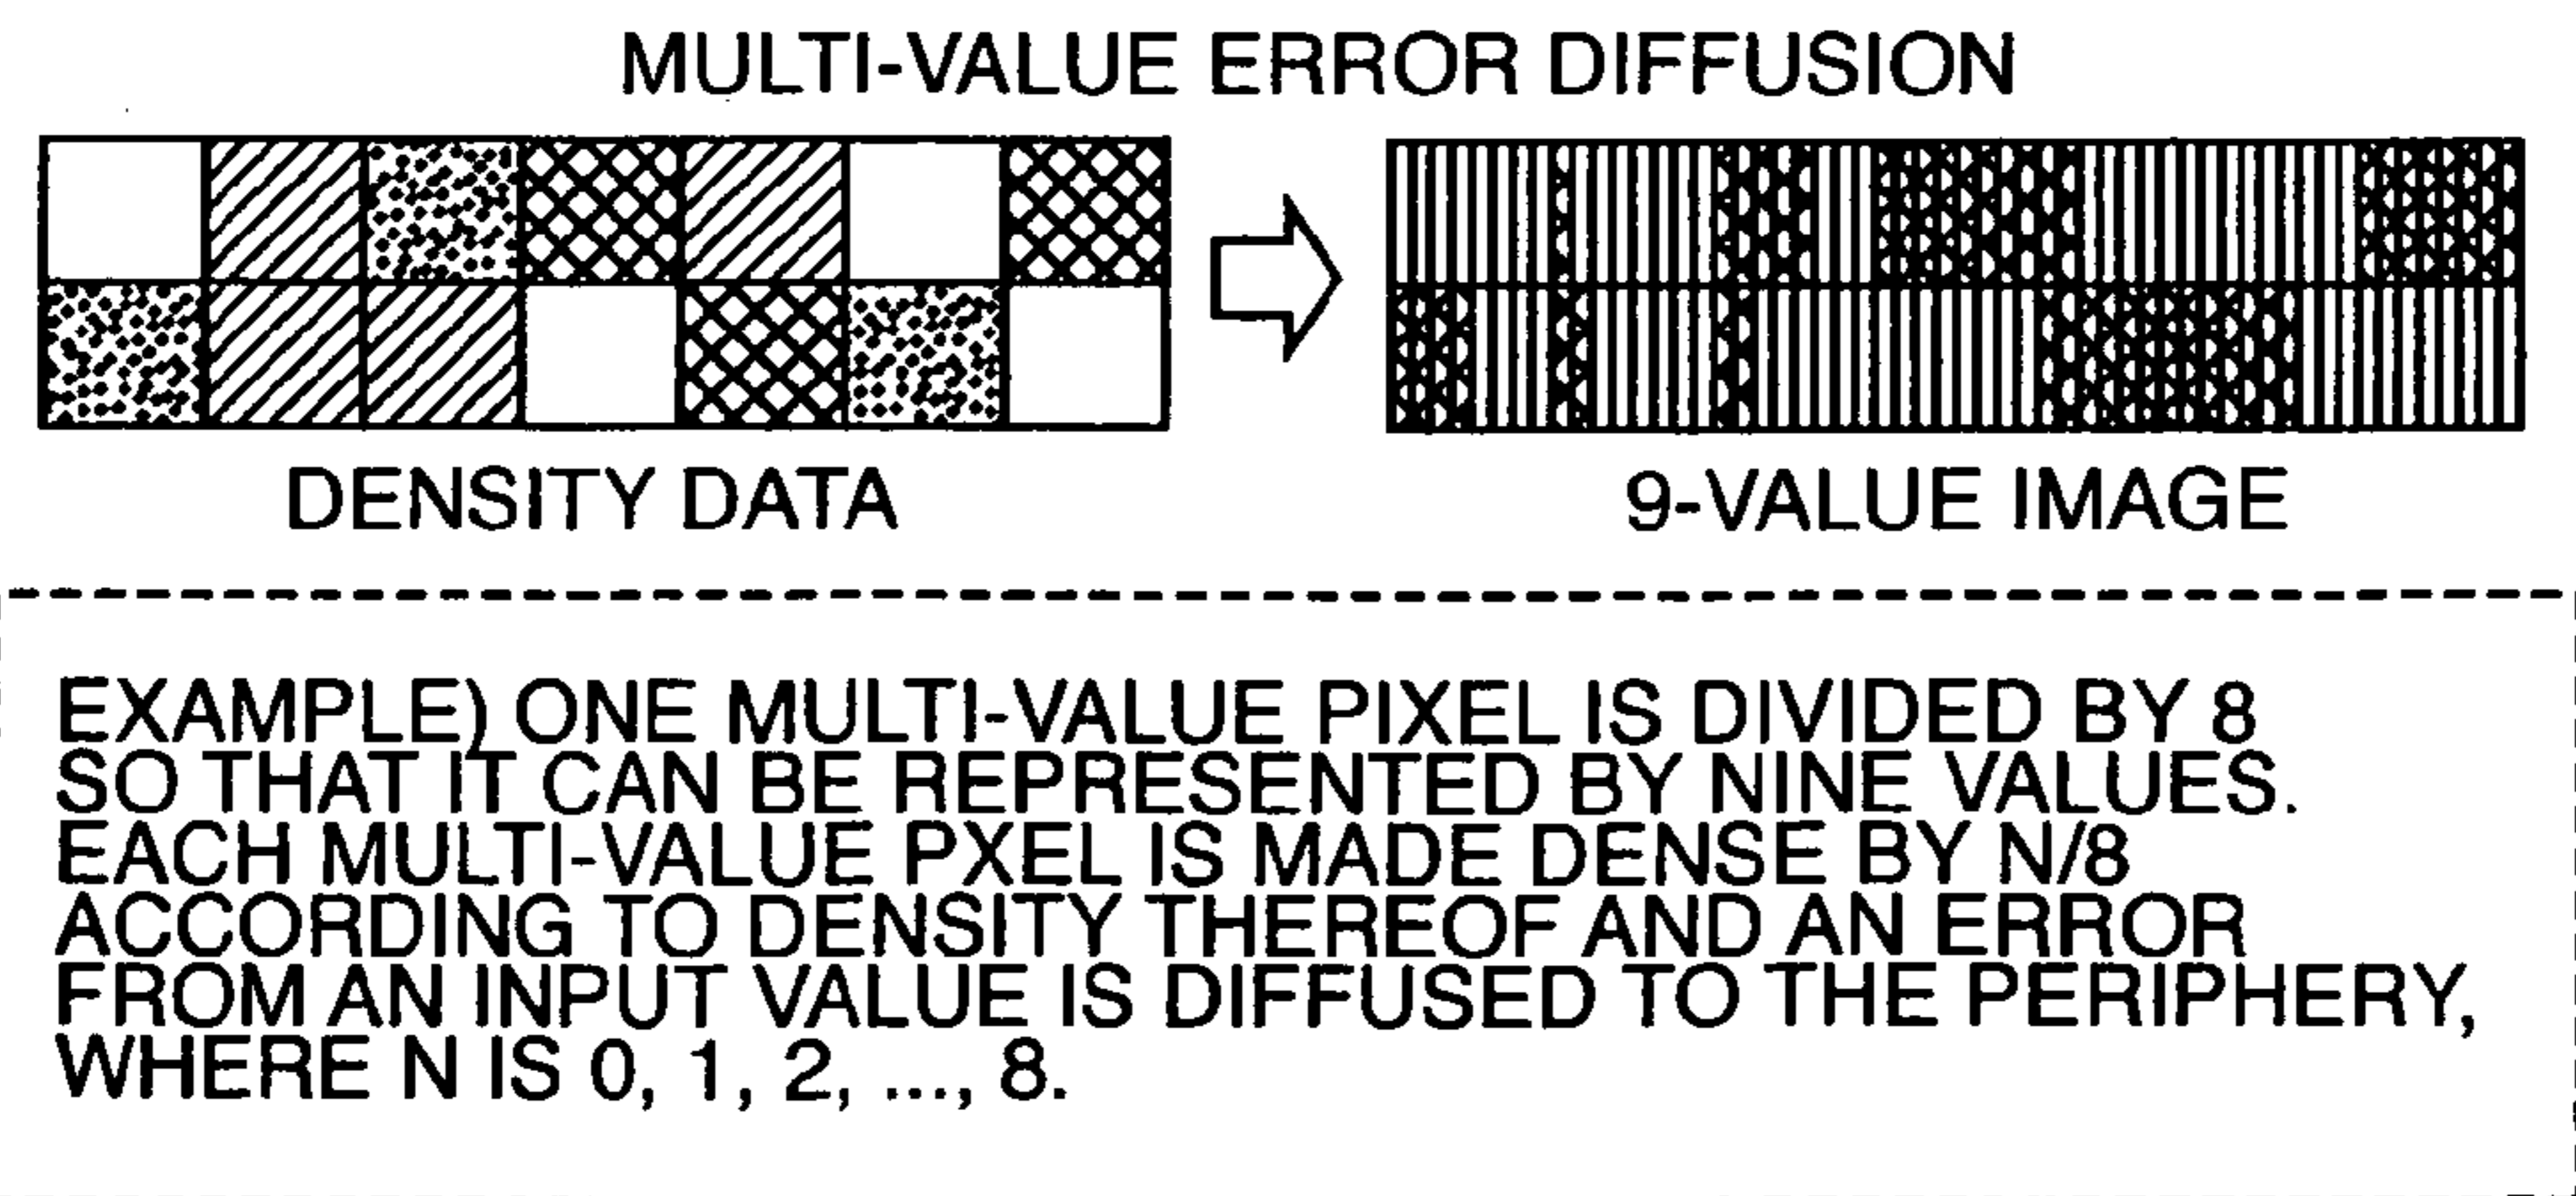 MULTI-VALUE ERROR DIFFUSION
DENSITY DATA
9-VALUE IMAGE
EXAMPLE) ONE MULTI-VALUE PIXEL IS DIVIDED BY 8
SO THAT IT CAN BE REPRESENTED BY NINE VALUES.
EACH MULTI-VALUE PXEL IS MADE DENSE BY N/8
ACCORDING TO DENSITY THEREOF AND AN ERROR
FROM AN INPUT VALUE IS DIFFUSED TO THE PERIPHERY,
WHERE N IS 0, 1, 2, ..., 8.